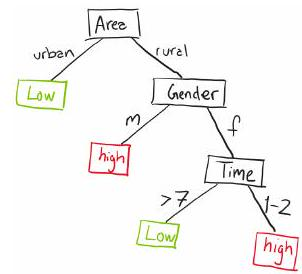 Area
urban rural
Low Gender
m f
high Time
>7 1-2
Low high